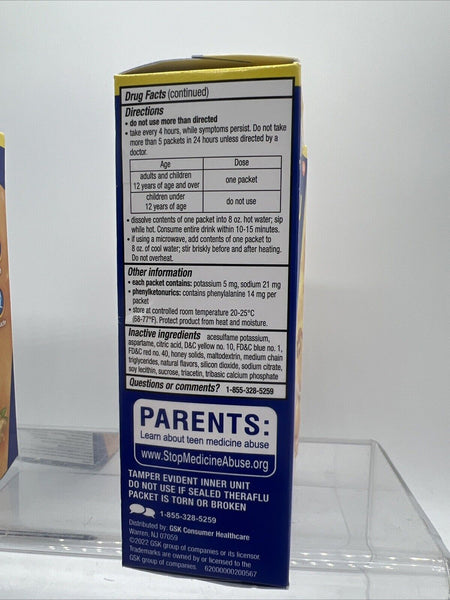 Drug Facts (continued)
Directions
• do not use more than directed
• take every 4 hours, while symptoms persist. Do not take
more than 5 packets in 24 hours unless directed by a
doctor.
Age Dose
adults and children
12 years of age and over one packet
children under
12 years of age do not use
• dissolve contents of one packet into 8 oz. hot water; sip
while hot. Consume entire drink within 10-15 minutes.
• if using a microwave, add contents of one packet to
8 oz. of cool water; stir briskly before and after heating.
Do not overheat.
Other information
• each packet contains: potassium 5 mg, sodium 21 mg
• phenylketonurics: contains phenylalanine 14 mg per
packet
• store at controlled room temperature 20-25°C
(68-77°F). Protect product from heat and moisture.
Inactive ingredients acesulfame potassium,
aspartame, citric acid, D&C yellow no. 10, FD&C blue no. 1,
FD&C red no. 40, honey solids, maltodextrin, medium chain
triglycerides, natural flavors, silicon dioxide, sodium citrate,
soy lecithin, sucrose, triacetin, tribasic calcium phosphate
Questions or comments? 1-855-328-5259
PARENTS:
Learn about teen medicine abuse
www.StopMedicineAbuse.org
TAMPER EVIDENT INNER UNIT
DO NOT USE IF SEALED THERAFLU
PACKET IS TORN OR BROKEN
1-855-328-5259
Distributed by: GSK Consumer Healthcare
Warren, NJ 07059
©2022 GSK group of companies or its licensor.
Trademarks are owned by or licensed to the
GSK group of companies. 62000000200567